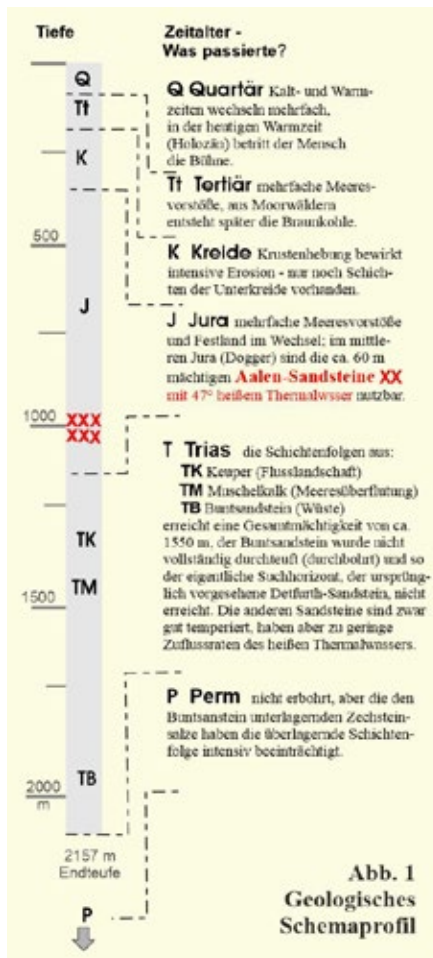 Tiefe
Zeitalter -
Was passierte?
Q
Tt
K
500
J
XXX
1000
XXX
TK
TM
1500
TB
2000
m
2157 m
Endteufe
P
Q Quartär Kalt- und Warm-
zeiten wechseln mehrfach,
in der heutigen Warmzeit
(Holozän) betritt der Mensch
die Bühne.
Tt Tertiär mehrfache Meeres-
vorstöße, aus Moorwäldern
entsteht später die Braunkohle.
K Kreide Krustenhebung bewirkt
intensive Erosion - nur noch Schich-
ten der Unterkreide vorhanden.
J Jura mehrfache Meeresvorstöße
und Festland im Wechsel; im mittle-
ren Jura (Dogger) sind die ca. 60 m
mächtigen Aalen-Sandsteine XX
mit 47° heißem Thermalwsser nutzbar.
T Trias die Schichtenfolgen aus:
TK Keuper (Flusslandschaft)
TM Muschelkalk (Meeresüberflutung)
TB Buntsandstein (Wüste)
erreicht eine Gesamtmächtigkeit von ca.
1550 m, der Buntsandstein wurde nicht
vollständig durchteuft (durchbohrt) und so
der eigentliche Suchhorizont, der ursprüng-
lich vorgesehene Detfurth-Sandstein, nicht
erreicht. Die anderen Sandsteine sind zwar
gut temperiert, haben aber zu geringe
Zuflussraten des heißen Thermalwassers.
P Perm nicht erbohrt, aber die den
Buntsanstein unterlagernden Zechstein-
salze haben die überlagernde Schichten-
folge intensiv beeinträchtigt.
Abb. 1
Geologisches
Schemaprofil